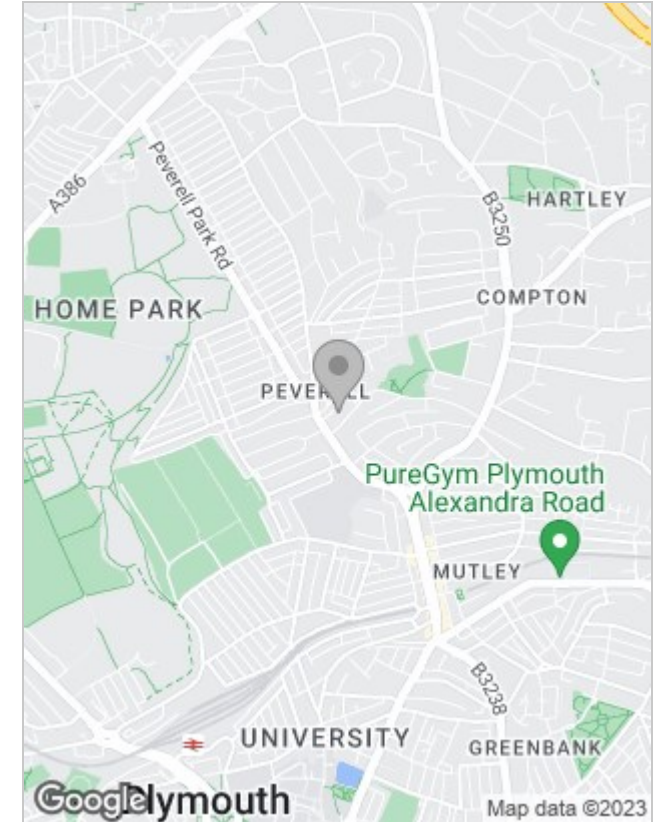 A386
Peverell Park Rd
B3250
HARTLEY
HOME PARK
COMPTON
PEVERELL
PureGym Plymouth
Alexandra Road
MUTLEY
B3238
UNIVERSITY
GREENBANK
Plymouth
Google
Map data ©2023